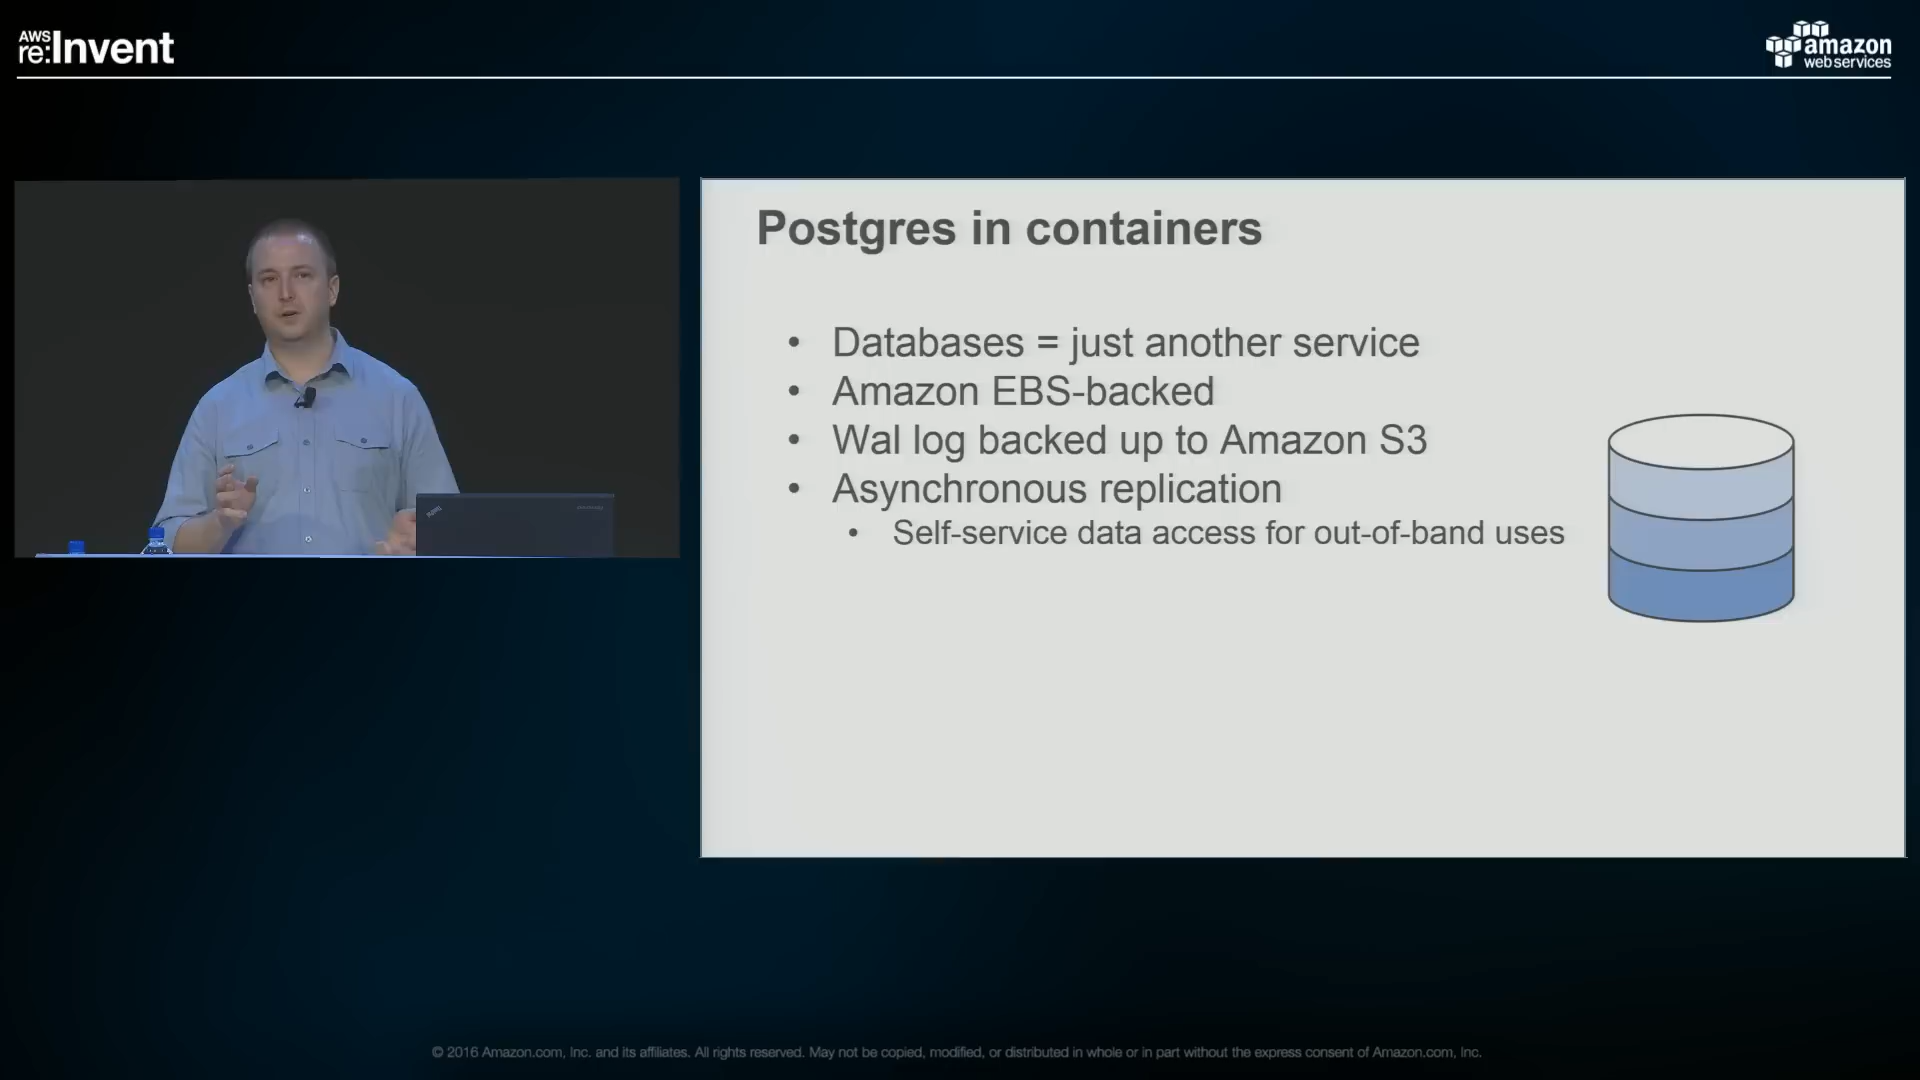 AWS
re:Invent
amazon
web services
Postgres in containers
• Databases = just another service
• Amazon EBS-backed
• Wal log backed up to Amazon S3
• Asynchronous replication
• Self-service data access for out-of-band uses
© 2016 Amazon.com, Inc. and its affiliates. All rights reserved. May not be copied, modified, or distributed in whole or in part without the express consent of Amazon.com, Inc.